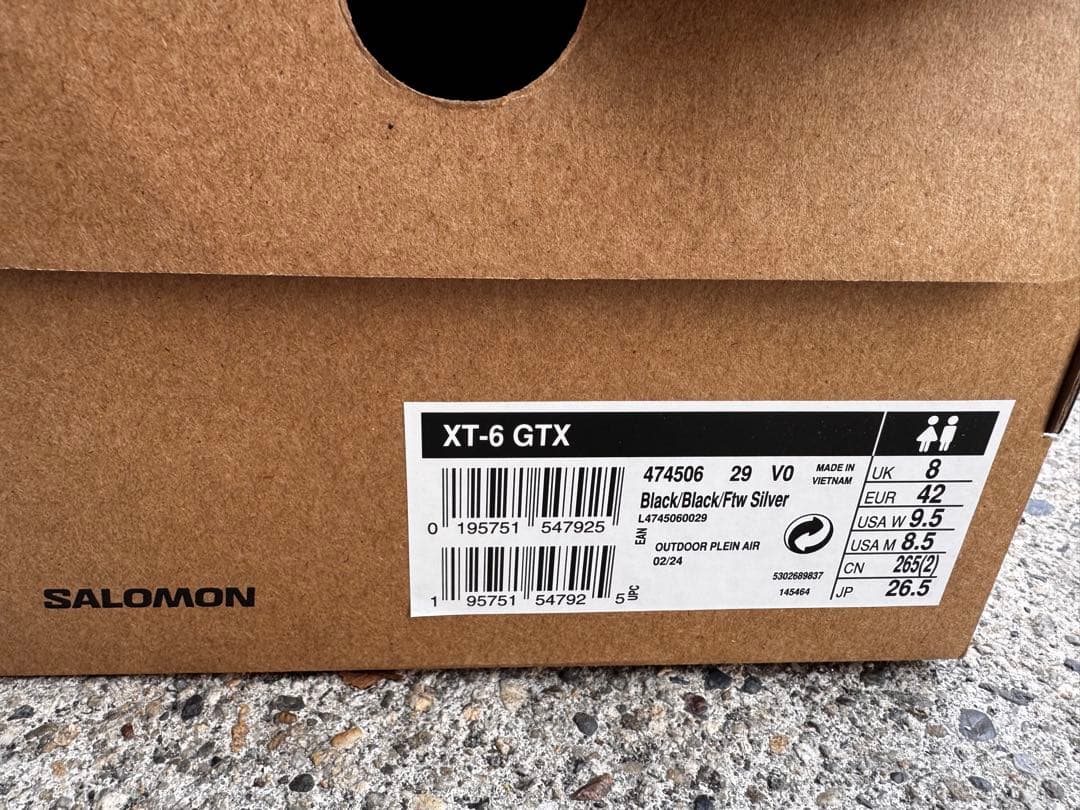 XT-6 GTX
474506 29 V0
MADE IN
VIETNAM
Black/Black/Ftw Silver
L4745060029
0 195751 547925
EAN
OUTDOOR PLEIN AIR
02/24
5302689837
145464
1 95751 54792 5
UPC
UK 8
EUR 42
USA W 9.5
USA M 8.5
CN 265(2)
JP 26.5
SALOMON